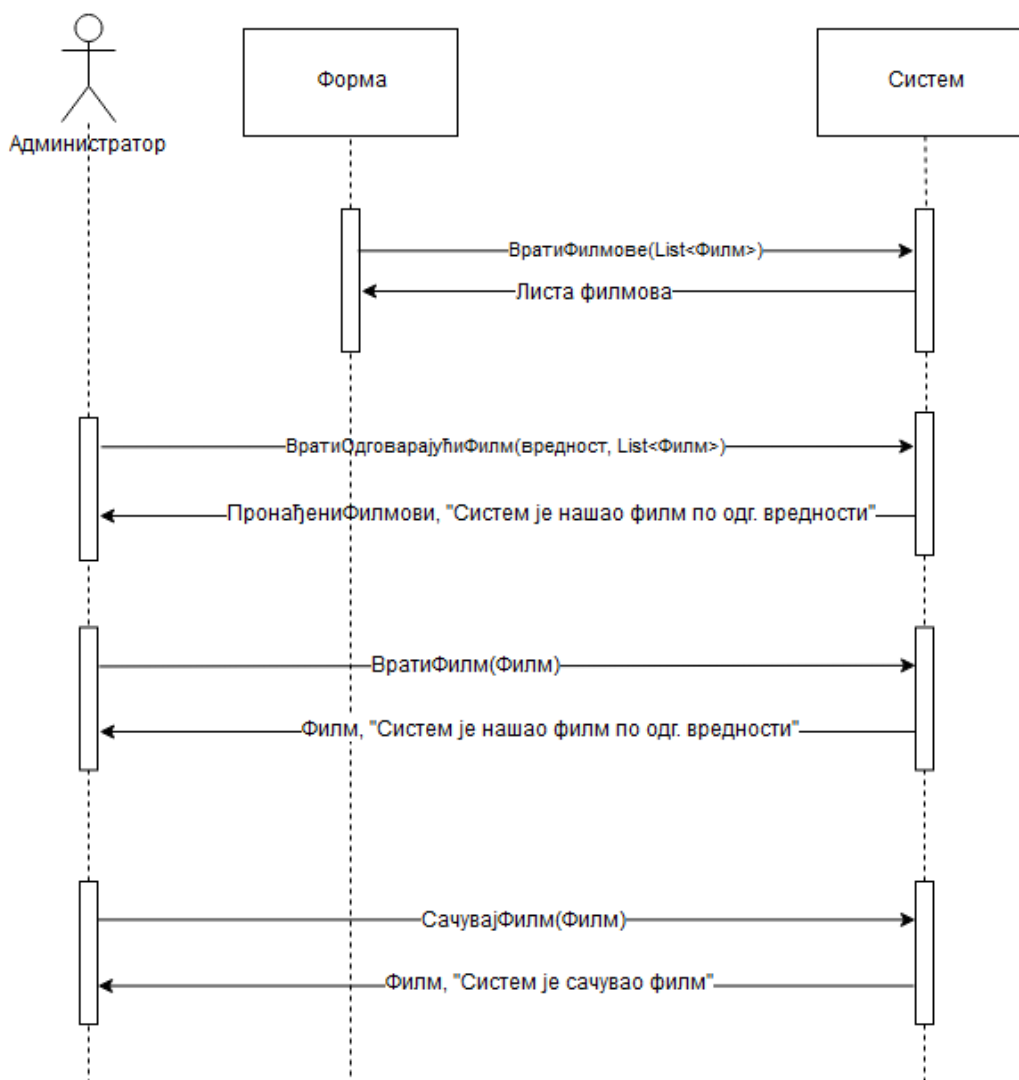 Форма
Систем
Администратор
ВратиФилмове(List<Филм>)
Листа филмова
ВратиОдговарајућиФилм(вредност, List<Филм>)
ПронађениФилмови, "Систем је нашао филм по одг. вредности"
ВратиФилм(Филм)
Филм, "Систем је нашао филм по одг. вредности"
СачувајФилм(Филм)
Филм, "Систем је сачувао филм"